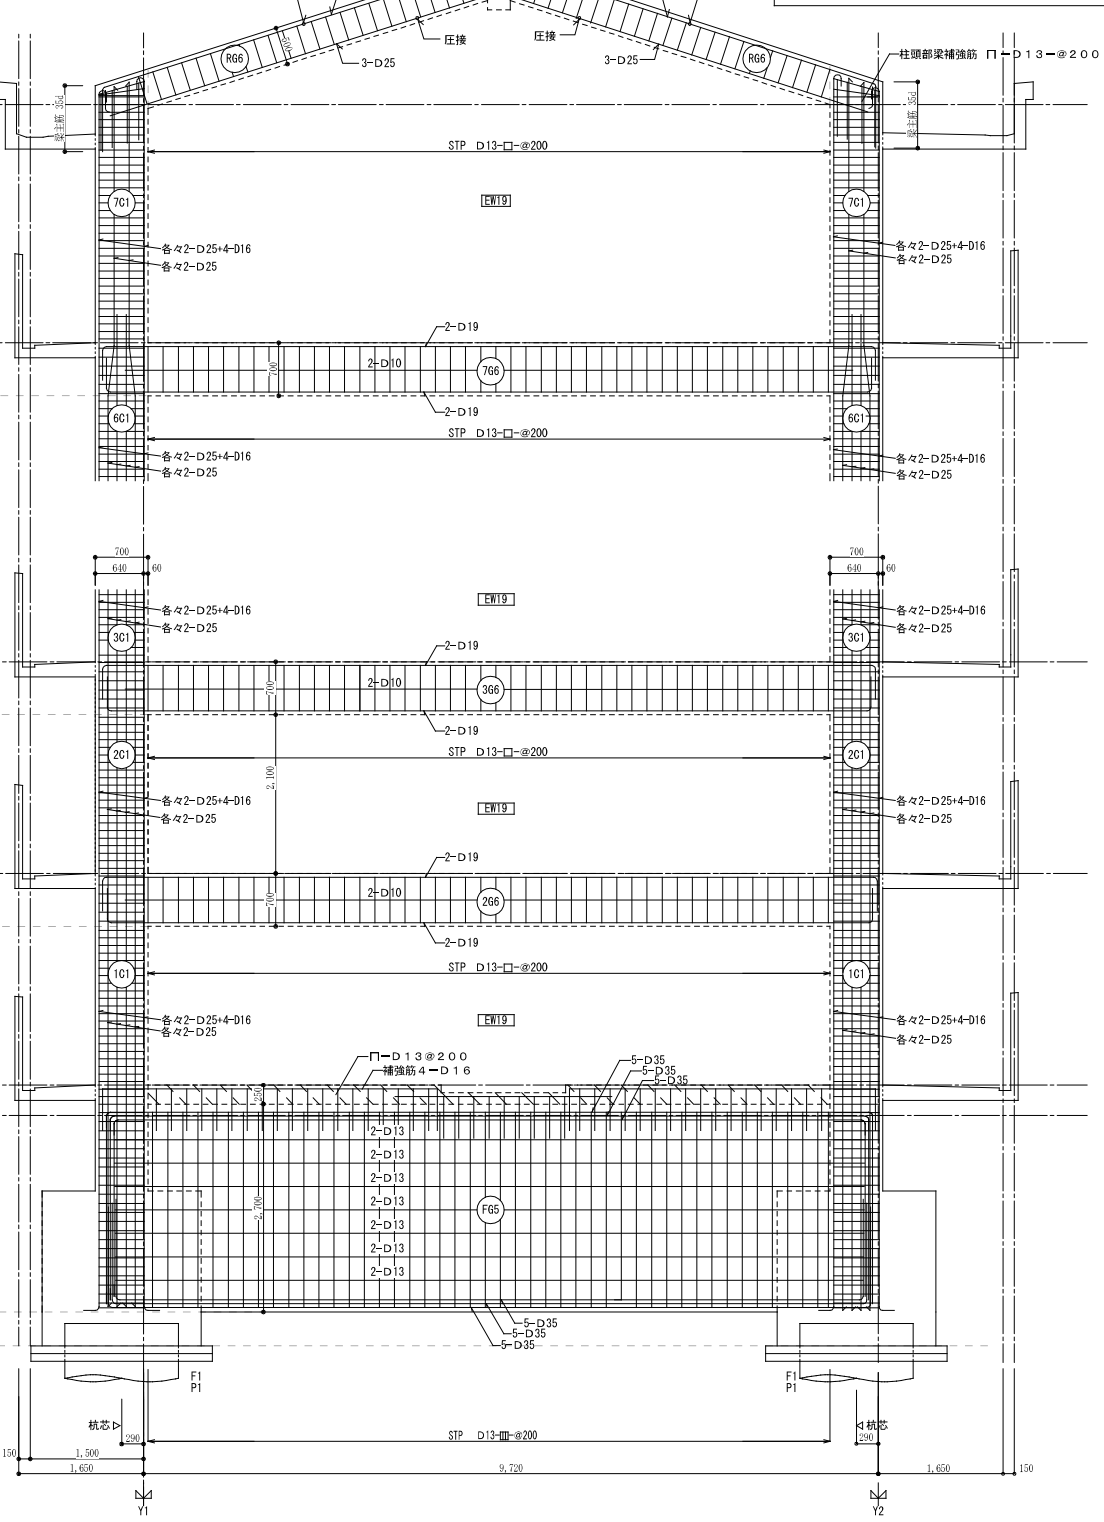 圧接
圧接
柱頭部梁補強筋 Π－Ｄ１３－@２００
RG6
600
3-D25
3-D25
RG6
梁主筋 35d
梁主筋 35d
STP D13-□-@200
7C1
EW19
7C1
各々2-D25+4-D16
各々2-D25
各々2-D25+4-D16
各々2-D25
2-D19
700
2-D10
7G6
2-D19
6C1
6C1
STP D13-□-@200
各々2-D25+4-D16
各々2-D25
各々2-D25+4-D16
各々2-D25
700
700
640
60
640
60
EW19
各々2-D25+4-D16
各々2-D25
各々2-D25+4-D16
各々2-D25
3C1
3C1
2-D19
700
2-D10
3G6
2-D19
STP D13-□-@200
2C1
2C1
2,100
各々2-D25+4-D16
各々2-D25
EW19
各々2-D25+4-D16
各々2-D25
2-D19
700
2-D10
2G6
2-D19
STP D13-□-@200
1C1
1C1
各々2-D25+4-D16
各々2-D25
EW19
各々2-D25+4-D16
各々2-D25
Π－Ｄ１３@２００
補強筋４－Ｄ１６
5-D35
5-D35
5-D35
250
2-D13
2-D13
2-D13
2-D13
2-D13
2-D13
2-D13
2,700
FG5
5-D35
5-D35
5-D35
F1
P1
F1
P1
杭芯
杭芯
290
STP D13-▥-@200
290
150
1,500
1,650
9,720
1,650
150
Y1
Y2